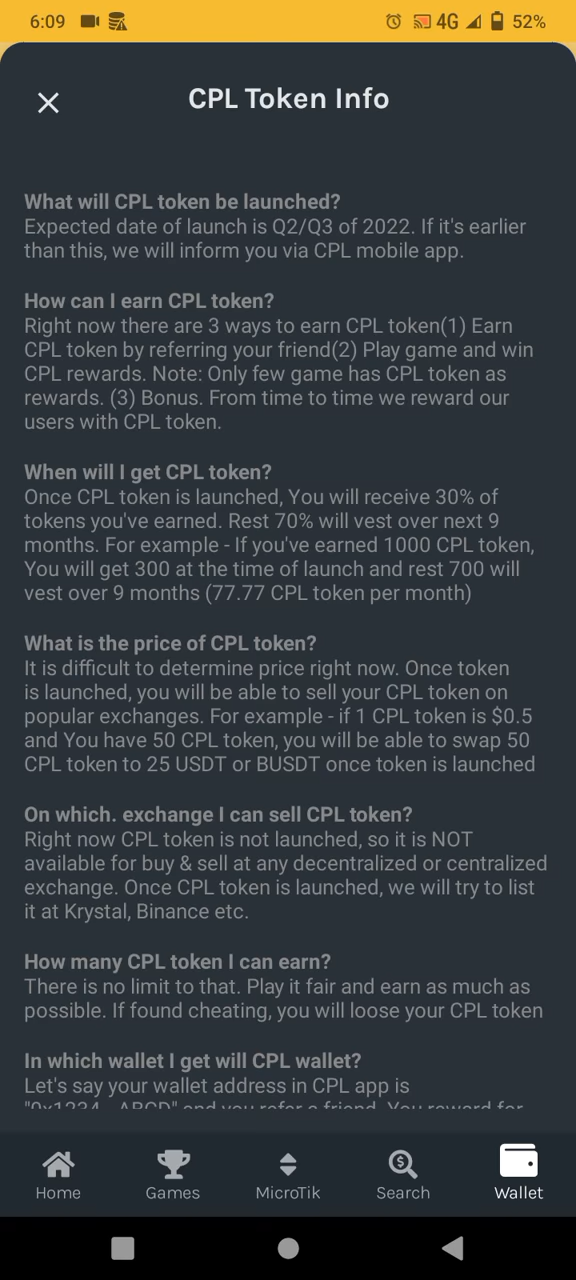 6:09
4G
52%
CPL Token Info
What will CPL token be launched?
Expected date of launch is Q2/Q3 of 2022. If it's earlier
than this, we will inform you via CPL mobile app.
How can I earn CPL token?
Right now there are 3 ways to earn CPL token(1) Earn
CPL token by referring your friend(2) Play game and win
CPL rewards. Note: Only few game has CPL token as
rewards. (3) Bonus. From time to time we reward our
users with CPL token.
When will I get CPL token?
Once CPL token is launched, You will receive 30% of
tokens you've earned. Rest 70% will vest over next 9
months. For example - If you've earned 1000 CPL token,
You will get 300 at the time of launch and rest 700 will
vest over 9 months (77.77 CPL token per month)
What is the price of CPL token?
It is difficult to determine price right now. Once token
is launched, you will be able to sell your CPL token on
popular exchanges. For example - if 1 CPL token is $0.5
and You have 50 CPL token, you will be able to swap 50
CPL token to 25 USDT or BUSDT once token is launched
On which. exchange I can sell CPL token?
Right now CPL token is not launched, so it is NOT
available for buy & sell at any decentralized or centralized
exchange. Once CPL token is launched, we will try to list
it at Krystal, Binance etc.
How many CPL token I can earn?
There is no limit to that. Play it fair and earn as much as
possible. If found cheating, you will loose your CPL token
In which wallet I get will CPL wallet?
Let's say your wallet address in CPL app is
and you refer a friend. You reward for
Home
Games
MicroTik
Search
Wallet